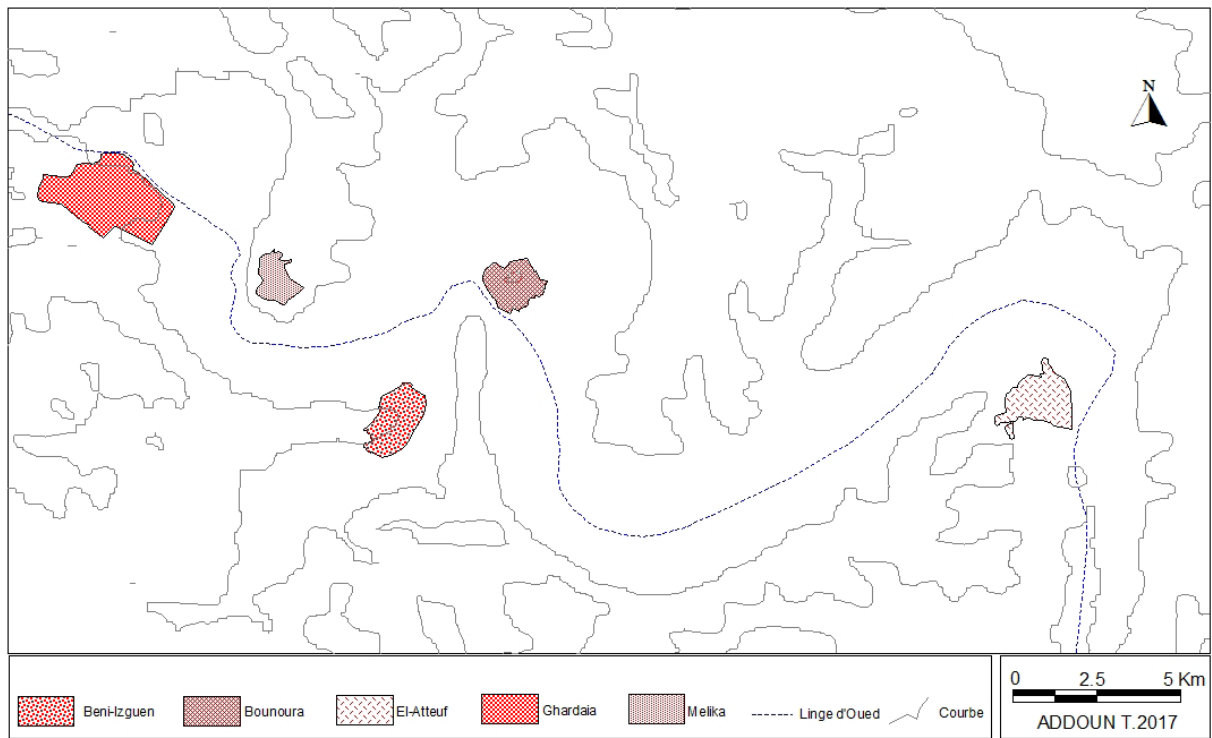 N
Beni-Izguen
Bounoura
El-Atteuf
Ghardaia
Melika
Linge d'Oued
Courbe
0 2.5 5 Km
ADDOUN T.2017